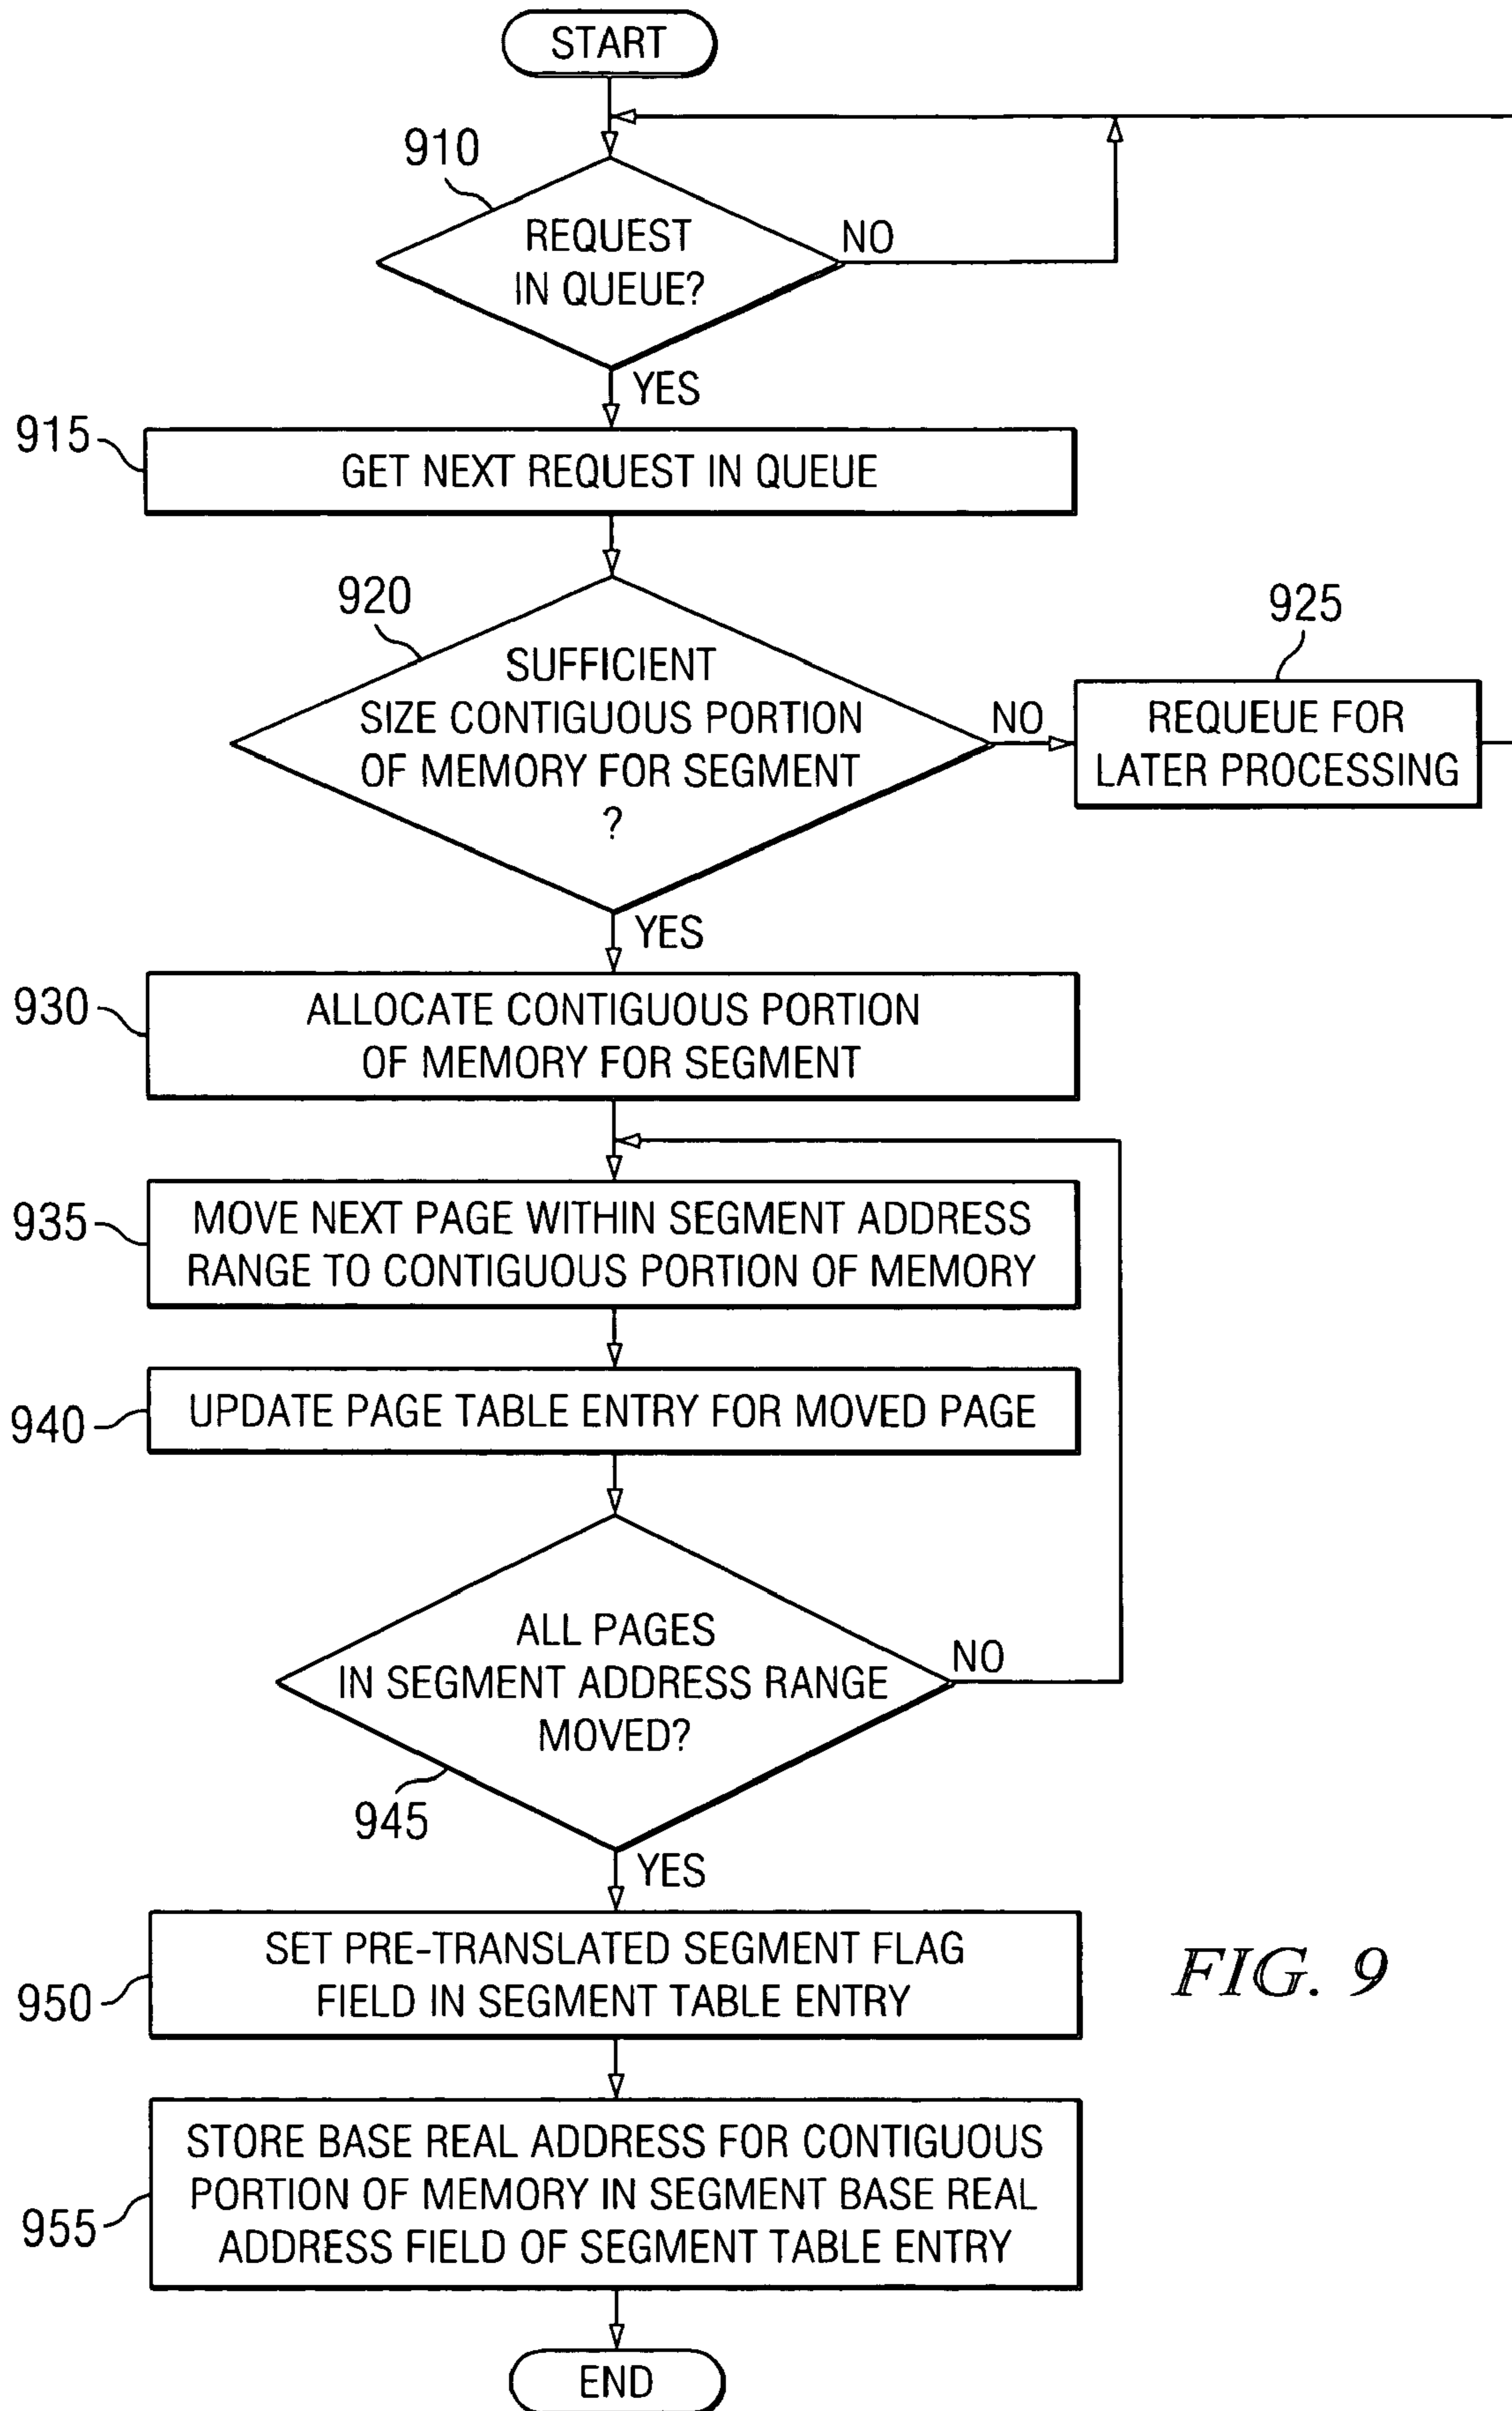 START
910
REQUEST
IN QUEUE?
NO
YES
915
GET NEXT REQUEST IN QUEUE
920
SUFFICIENT
SIZE CONTIGUOUS PORTION
OF MEMORY FOR SEGMENT
?
NO
925
REQUEUE FOR
LATER PROCESSING
YES
930
ALLOCATE CONTIGUOUS PORTION
OF MEMORY FOR SEGMENT
935
MOVE NEXT PAGE WITHIN SEGMENT ADDRESS
RANGE TO CONTIGUOUS PORTION OF MEMORY
940
UPDATE PAGE TABLE ENTRY FOR MOVED PAGE
ALL PAGES
IN SEGMENT ADDRESS RANGE
MOVED?
NO
945
YES
950
SET PRE-TRANSLATED SEGMENT FLAG
FIELD IN SEGMENT TABLE ENTRY
FIG. 9
955
STORE BASE REAL ADDRESS FOR CONTIGUOUS
PORTION OF MEMORY IN SEGMENT BASE REAL
ADDRESS FIELD OF SEGMENT TABLE ENTRY
END